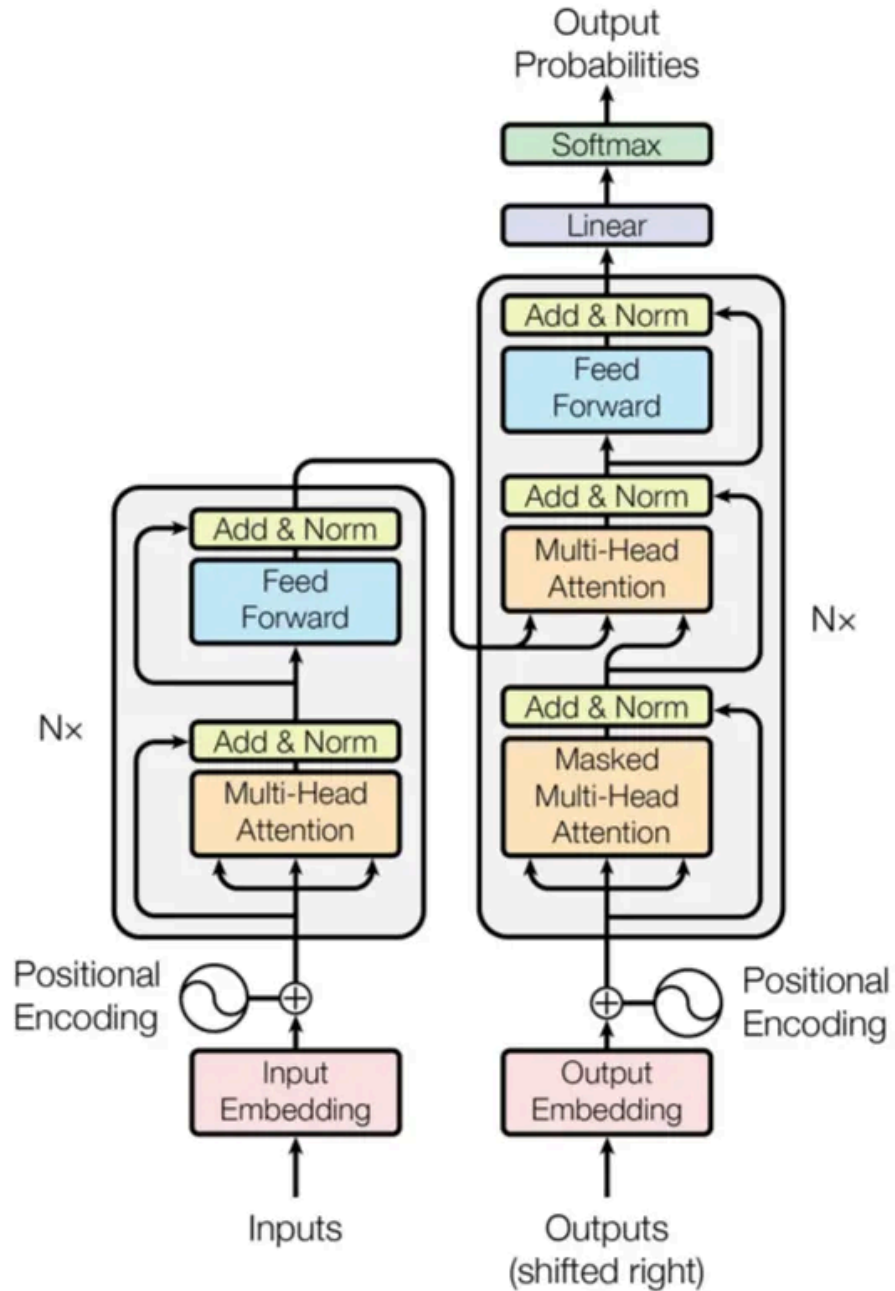 Output
Probabilities
Softmax
Linear
Add & Norm
Feed
Forward
Add & Norm
Multi-Head
Attention
Add & Norm
Masked
Multi-Head
Attention
N×
Add & Norm
Feed
Forward
Add & Norm
Multi-Head
Attention
N×
Positional
Encoding
Positional
Encoding
Input
Embedding
Output
Embedding
Inputs
Outputs
(shifted right)